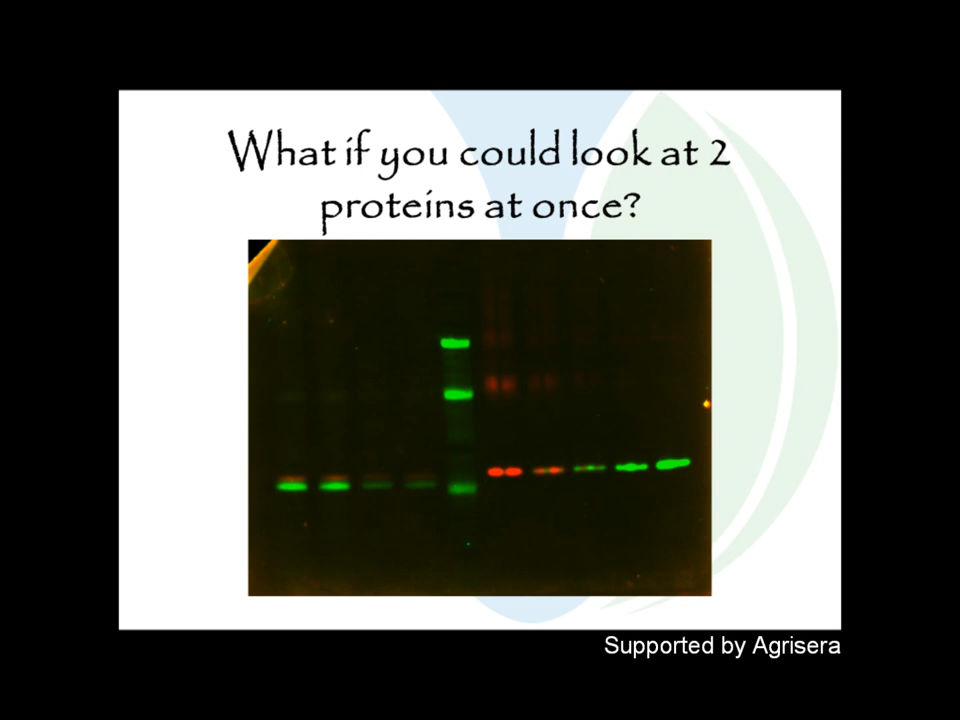 What if you could look at 2
proteins at once?
Supported by Agrisera